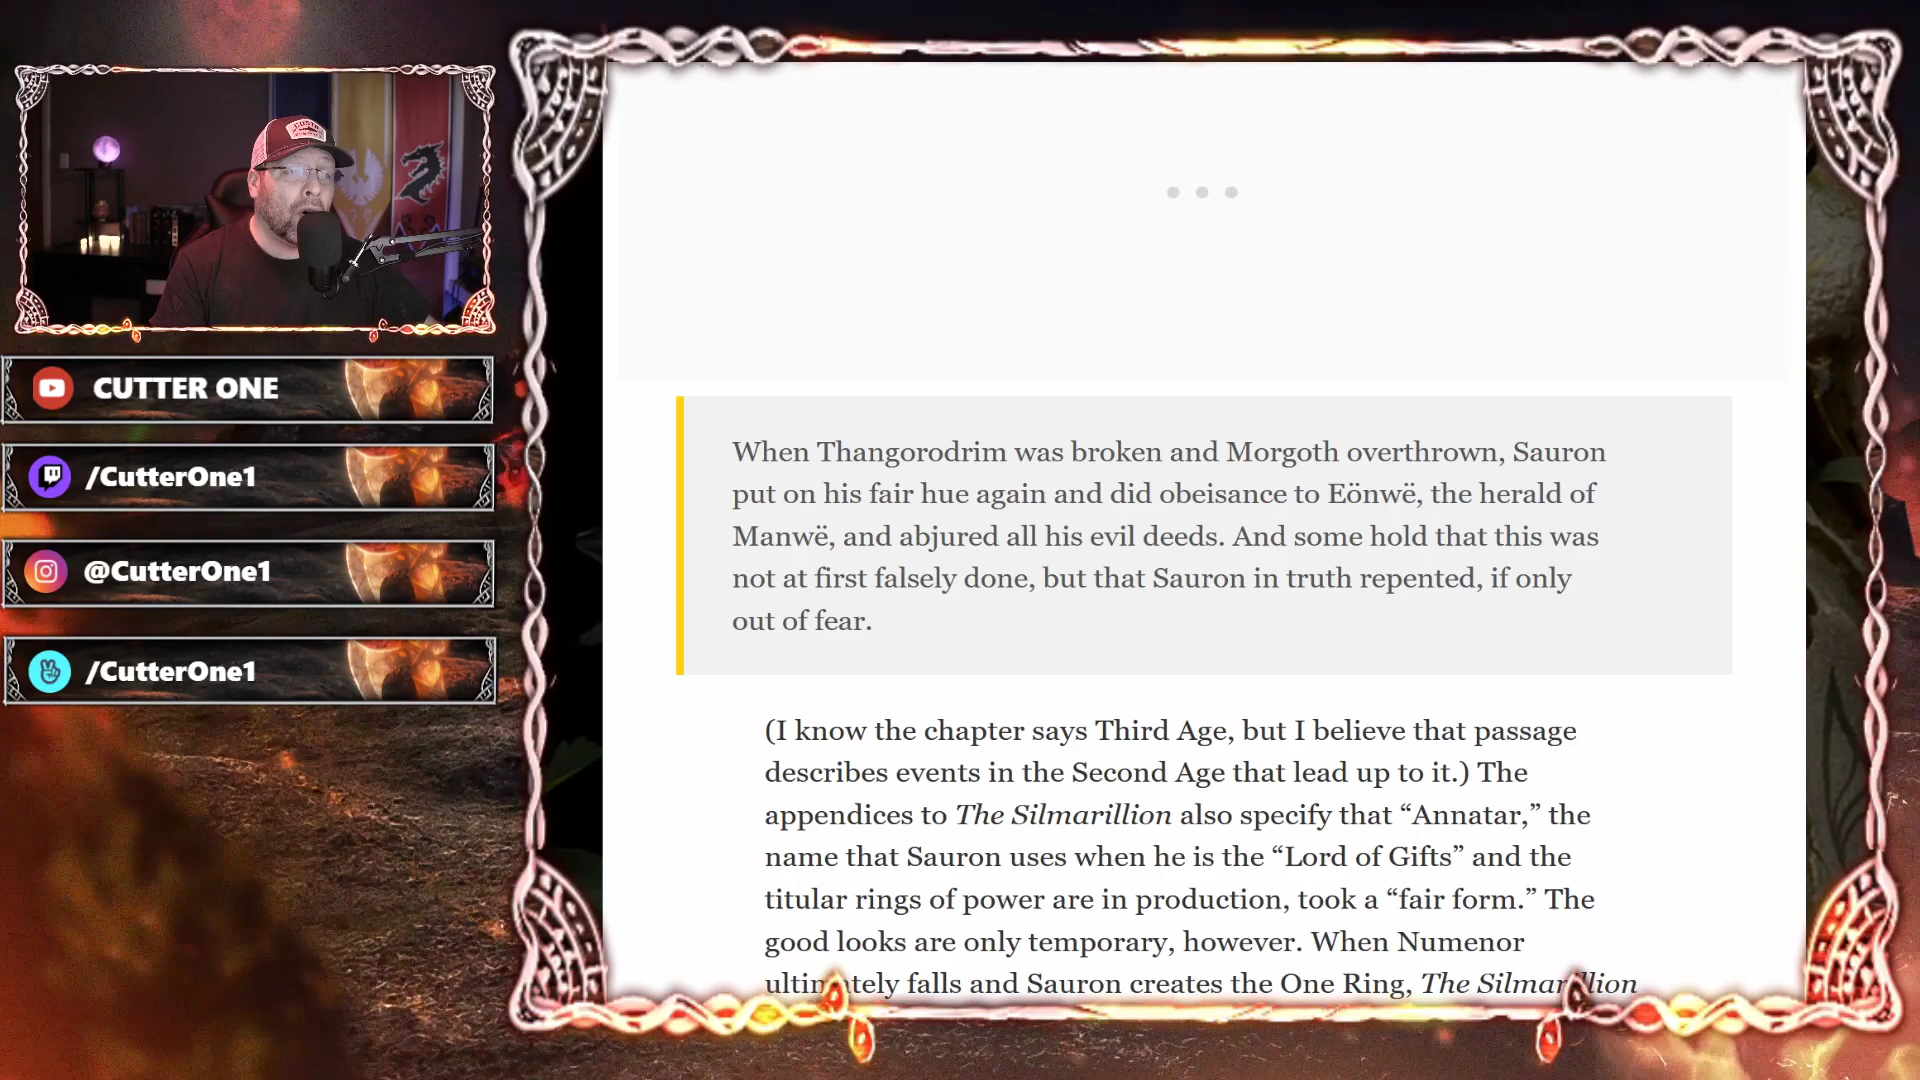 CUTTER ONE
/CutterOne1
@CutterOne1
/CutterOne1
When Thangorodrim was broken and Morgoth overthrown, Sauron
put on his fair hue again and did obeisance to Eönwë, the herald of
Manwë, and abjured all his evil deeds. And some hold that this was
not at first falsely done, but that Sauron in truth repented, if only
out of fear.
(I know the chapter says Third Age, but I believe that passage
describes events in the Second Age that lead up to it.) The
appendices to The Silmarillion also specify that “Annatar,” the
name that Sauron uses when he is the “Lord of Gifts” and the
titular rings of power are in production, took a “fair form.” The
good looks are only temporary, however. When Numenor
ultimately falls and Sauron creates the One Ring, The Silmarillion